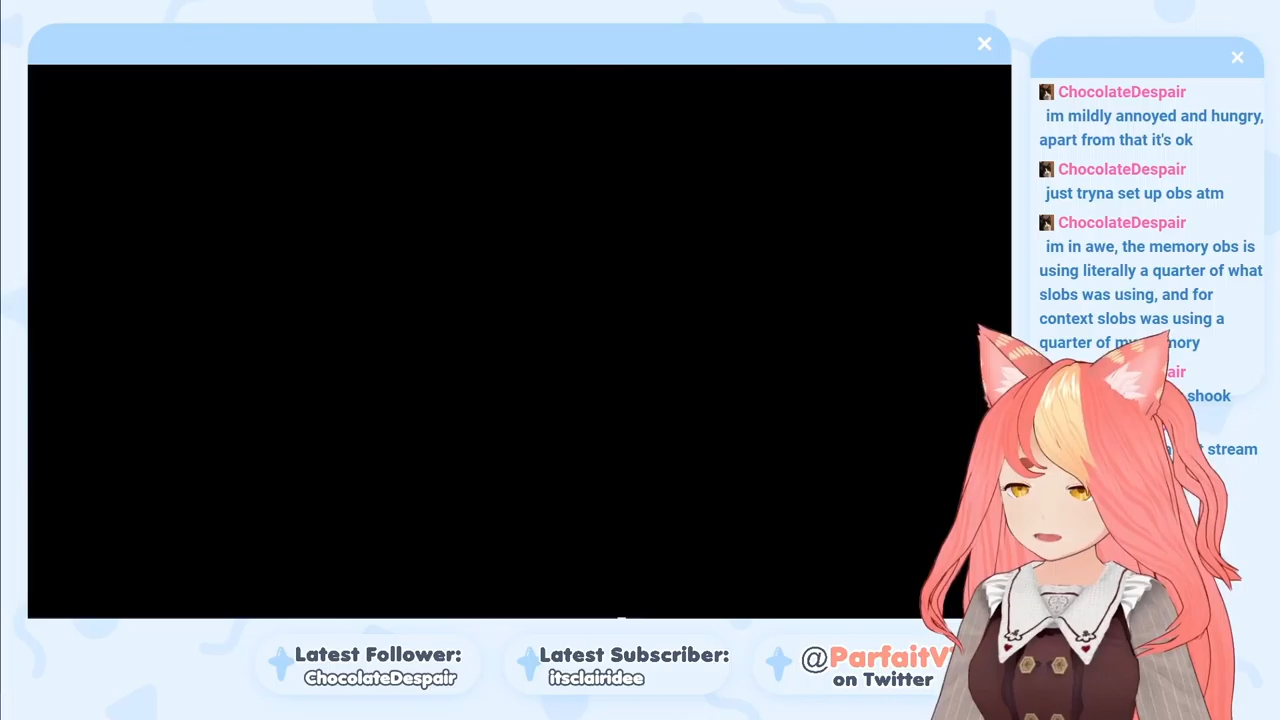 ChocolateDespair
im mildly annoyed and hungry,
apart from that it's ok
ChocolateDespair
just tryna set up obs atm
ChocolateDespair
im in awe, the memory obs is
using literally a quarter of what
slobs was using, and for
context slobs was using a
quarter of
shook
stream
Latest Follower:
ChocolateDespair
Latest Subscriber:
itsclairidee
@ParfaitV
on Twitter